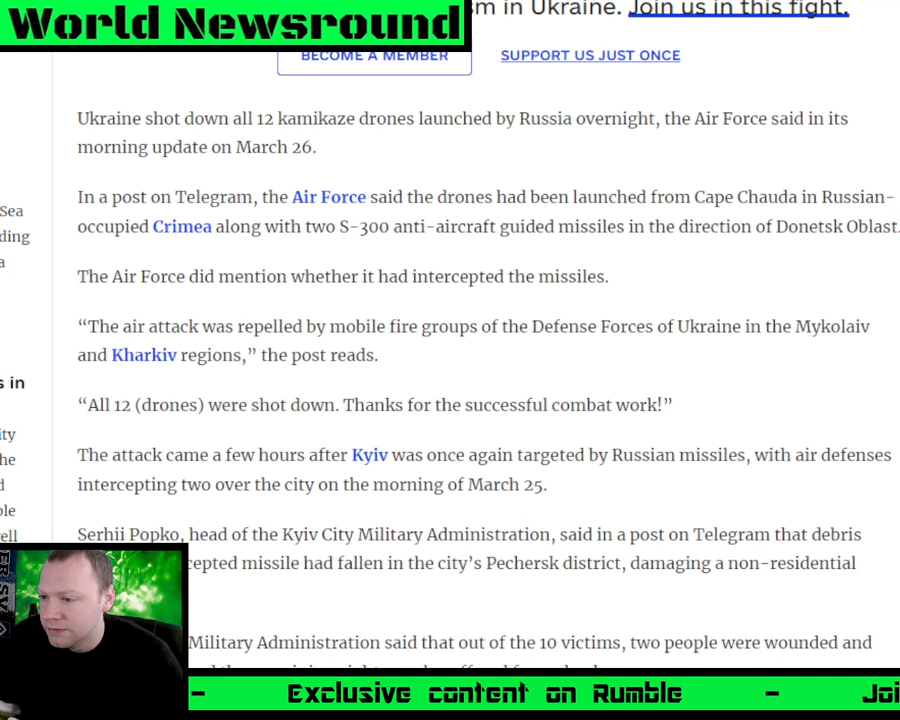 World Newsround
m in Ukraine. Join us in this fight.
BECOME A MEMBER
SUPPORT US JUST ONCE
Ukraine shot down all 12 kamikaze drones launched by Russia overnight, the Air Force said in its
morning update on March 26.
In a post on Telegram, the Air Force said the drones had been launched from Cape Chauda in Russian-
Sea
occupied Crimea along with two S-300 anti-aircraft guided missiles in the direction of Donetsk Oblast.
ding
a
The Air Force did mention whether it had intercepted the missiles.
“The air attack was repelled by mobile fire groups of the Defense Forces of Ukraine in the Mykolaiv
and Kharkiv regions,” the post reads.
s in
“All 12 (drones) were shot down. Thanks for the successful combat work!”
ity
he
The attack came a few hours after Kyiv was once again targeted by Russian missiles, with air defenses
intercepting two over the city on the morning of March 25.
Serhii Popko, head of the Kyiv City Military Administration, said in a post on Telegram that debris
cepted missile had fallen in the city’s Pechersk district, damaging a non-residential
Military Administration said that out of the 10 victims, two people were wounded and
- Exclusive content on Rumble - Joi